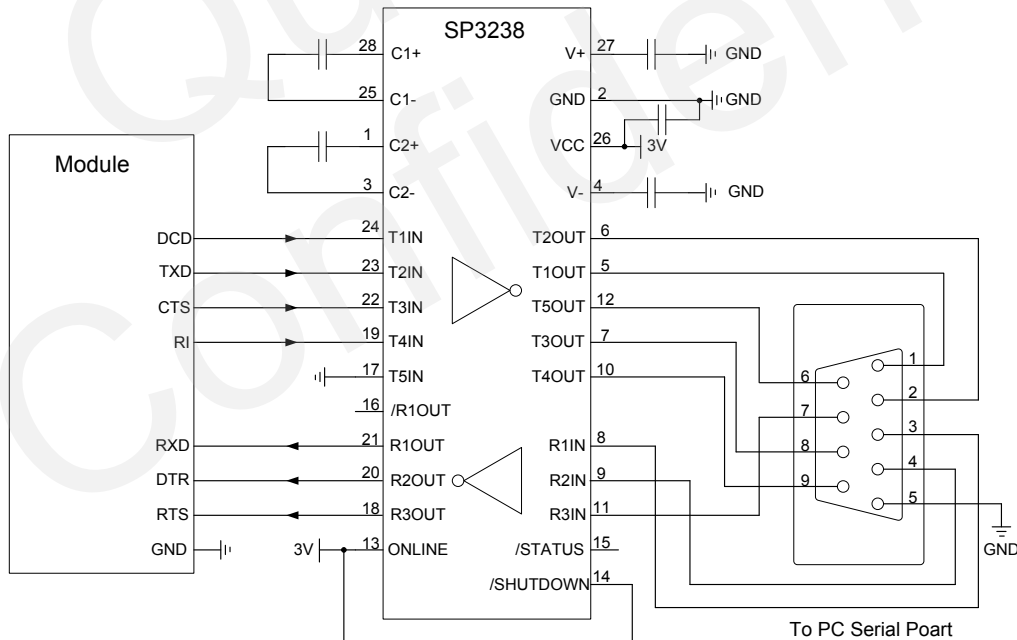 SP3238
28 C1+
25 C1-
1 C2+
3 C2-
24 T1IN
23 T2IN
22 T3IN
19 T4IN
17 T5IN
16 /R1OUT
21 R1OUT
20 R2OUT
18 R3OUT
3V 13 ONLINE
V+ 27 GND
GND 2 GND
VCC 26 3V
V- 4 GND
T2OUT 6
T1OUT 5
T5OUT 12
T3OUT 7
T4OUT 10
R1IN 8
R2IN 9
R3IN 11
/STATUS 15
/SHUTDOWN 14
Module
DCD
TXD
CTS
RI
RXD
DTR
RTS
GND
1
6
2
7
3
8
4
9
5
GND
To PC Serial Poart
Confiden